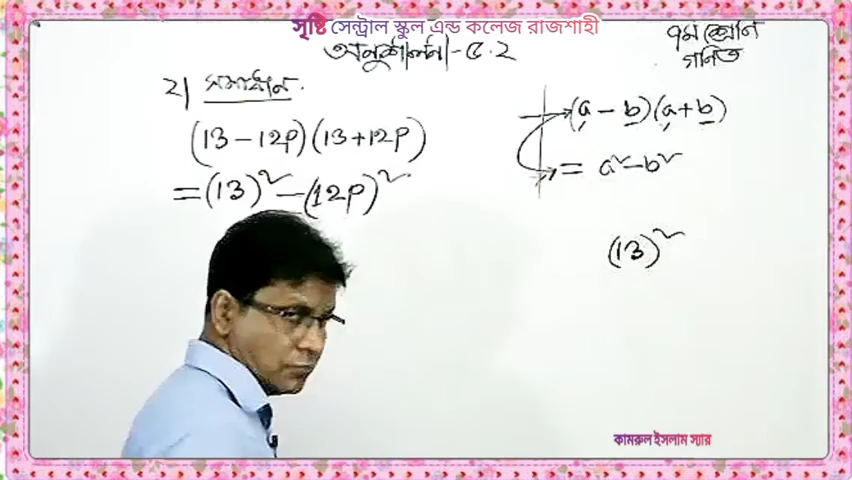 সৃষ্টি সেন্ট্রাল স্কুল এন্ড কলেজ রাজশাহী
অনুশীলনী-৫.২
৭ম শ্রেণি
গণিত
২) সমাধান
(13 - 12p) (13 + 12p)
= (13)² - (12p)²
(a - b) (a + b)
= a² - b²
(13)²
কামরুল ইসলাম স্যার